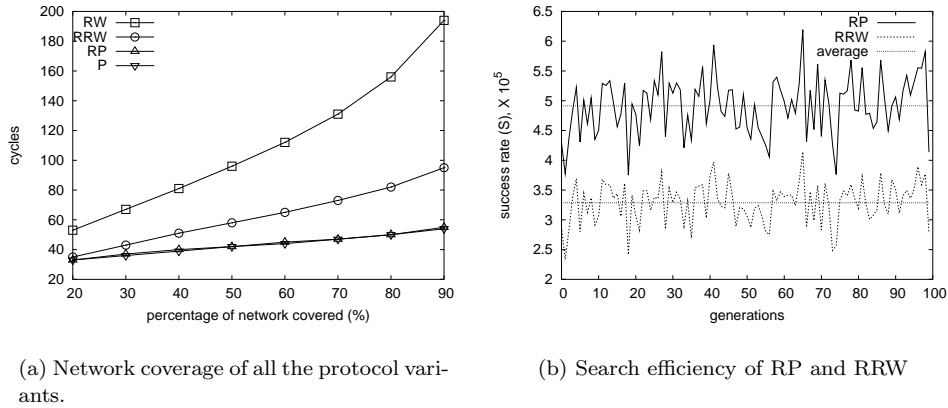 200
180
160
140
120
100
80
60
40
20
cycles
RW
RRW
RP
P
20 30 40 50 60 70 80 90
percentage of network covered (%)
(a) Network coverage of all the protocol vari-
ants.
6.5
6
5.5
5
4.5
4
3.5
3
2.5
2
success rate (S), X 10^5
RP
RRW
average
0 10 20 30 40 50 60 70 80 90 100
generations
(b) Search efficiency of RP and RRW